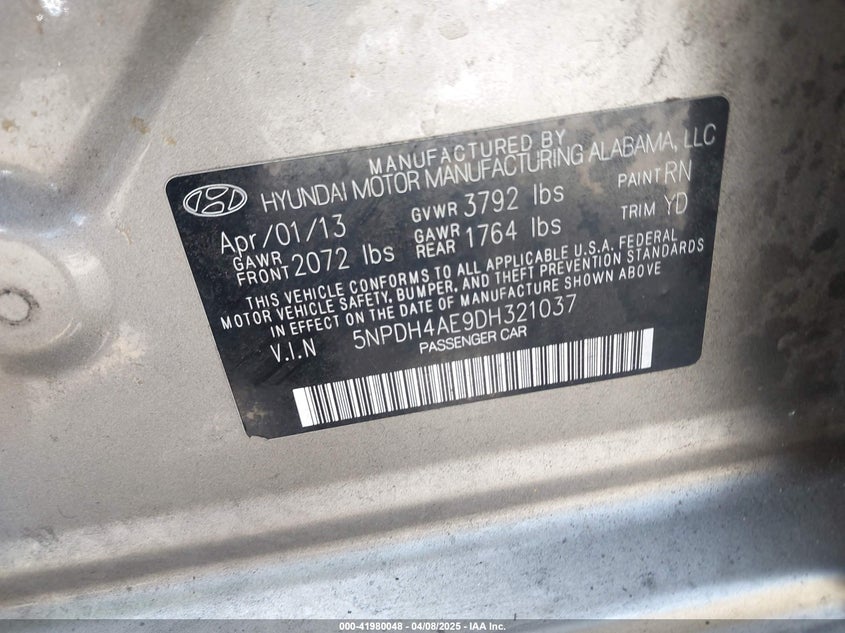 MANUFACTURED BY
HYUNDAI MOTOR MANUFACTURING ALABAMA, LLC
Apr/01/13 GVWR 3792 lbs PAINT RN
GAWR FRONT 2072 lbs GAWR REAR 1764 lbs TRIM YD
THIS VEHICLE CONFORMS TO ALL APPLICABLE U.S.A. FEDERAL
MOTOR VEHICLE SAFETY, BUMPER, AND THEFT PREVENTION STANDARDS
IN EFFECT ON THE DATE OF MANUFACTURE SHOWN ABOVE
V.I.N 5NPDH4AE9DH321037
PASSENGER CAR
000-41980048 - 04/08/2025 - IAA Inc.